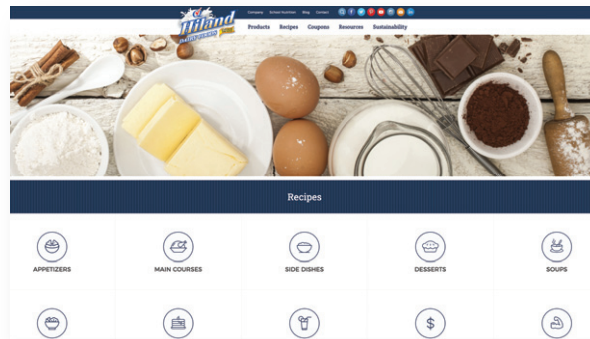 Company School Nutrition Blog Contact
Hiland
Products Recipes Coupons Resources Sustainability
Recipes
APPETIZERS MAIN COURSES SIDE DISHES DESSERTS SOUPS
$